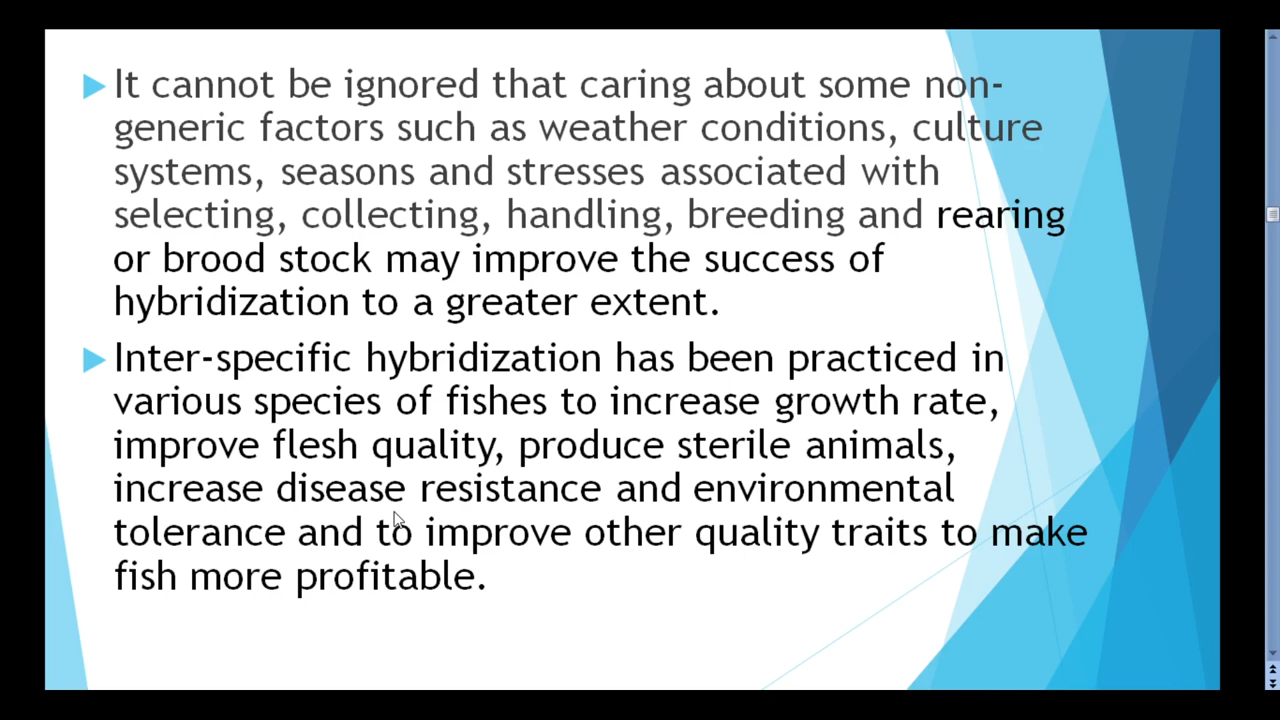 It cannot be ignored that caring about some non-
generic factors such as weather conditions, culture
systems, seasons and stresses associated with
selecting, collecting, handling, breeding and rearing
or brood stock may improve the success of
hybridization to a greater extent.
Inter-specific hybridization has been practiced in
various species of fishes to increase growth rate,
improve flesh quality, produce sterile animals,
increase disease resistance and environmental
tolerance and to improve other quality traits to make
fish more profitable.